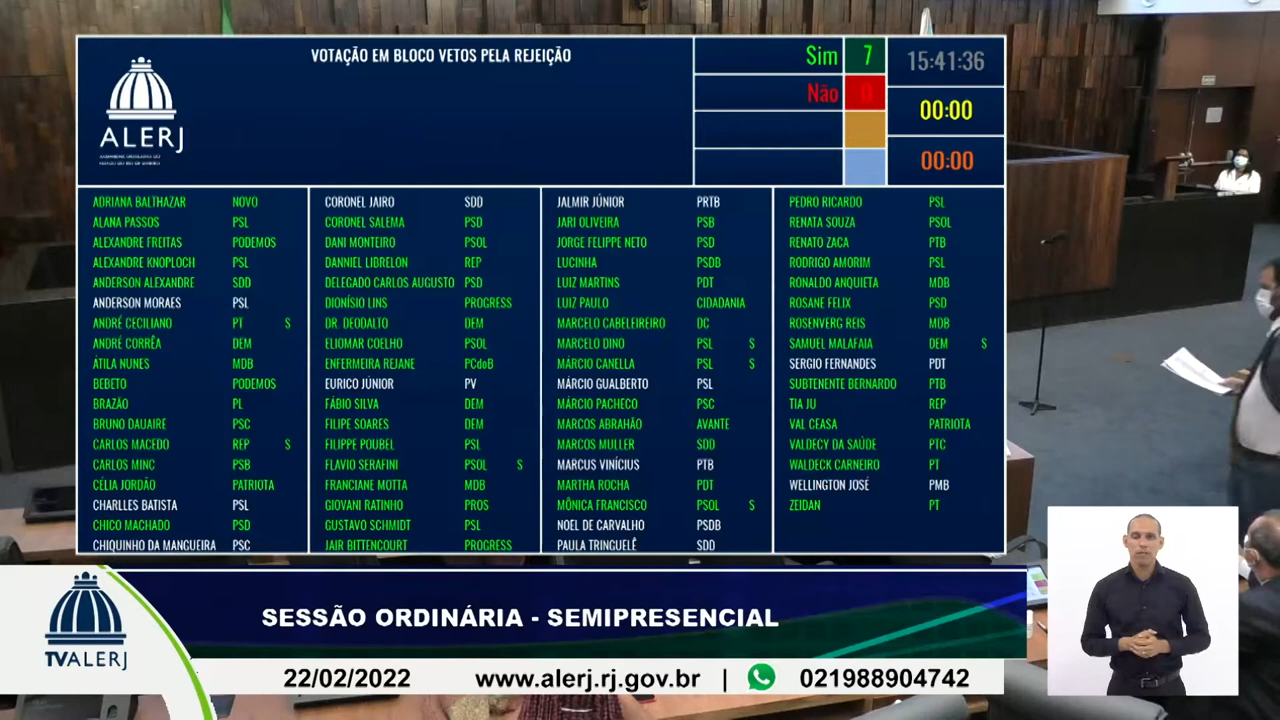 VOTAÇÃO EM BLOCO VETOS PELA REJEIÇÃO
ALERJ
Sim 7
Não 0
15:41:36
00:00
00:00
ADRIANA BALTHAZAR NOVO
ALANA PASSOS PSL
ALEXANDRE FREITAS PODEMOS
ALEXANDRE KNOPLOCH PSL
ANDERSON ALEXANDRE SDD
ANDERSON MORAES PSL
ANDRÉ CECILIANO PT S
ANDRÉ CORRÊA DEM
ÁTILA NUNES MDB
BEBETO PODEMOS
BRAZÃO PL
BRUNO DAUAIRE PSC
CARLOS MACEDO REP S
CARLOS MINC PSB
CÉLIA JORDÃO PATRIOTA
CHARLLES BATISTA PSL
CHICO MACHADO PSD
CHIQUINHO DA MANGUEIRA PSC
CORONEL JAIRO SDD
CORONEL SALEMA PSD
DANI MONTEIRO PSOL
DANNIEL LIBRELON REP
DELEGADO CARLOS AUGUSTO PSD
DIONÍSIO LINS PROGRESS
DR. DEODALTO DEM
ELIOMAR COELHO PSOL
ENFERMEIRA REJANE PCdoB
EURICO JÚNIOR PV
FÁBIO SILVA DEM
FILIPE SOARES DEM
FILIPPE POUBEL PSL
FLAVIO SERAFINI PSOL S
FRANCIANE MOTTA MDB
GIOVANI RATINHO PROS
GUSTAVO SCHMIDT PSL
JAIR BITTENCOURT PROGRESS
JALMIR JÚNIOR PRTB
JARI OLIVEIRA PSB
JORGE FELIPPE NETO PSD
LUCINHA PSDB
LUIZ MARTINS PDT
LUIZ PAULO CIDADANIA
MARCELO CABELEIREIRO DC
MARCELO DINO PSL S
MÁRCIO CANELLA PSL S
MÁRCIO GUALBERTO PSL
MÁRCIO PACHECO PSC
MARCOS ABRAHÃO AVANTE
MARCOS MULLER SDD
MARCUS VINÍCIUS PTB
MARTHA ROCHA PDT
MÔNICA FRANCISCO PSOL S
NOEL DE CARVALHO PSDB
PAULA TRINGUELÊ SDD
PEDRO RICARDO PSL
RENATA SOUZA PSOL
RENATO ZACA PTB
RODRIGO AMORIM PSL
RONALDO ANQUIETA MDB
ROSANE FELIX PSD
ROSENVERG REIS MDB
SAMUEL MALAFAIA DEM S
SERGIO FERNANDES PDT
SUBTENENTE BERNARDO PTB
TIA JU REP
VAL CEASA PATRIOTA
VALDECY DA SAÚDE PTC
WALDECK CARNEIRO PT
WELLINGTON JOSÉ PMB
ZEIDAN PT
SESSÃO ORDINÁRIA - SEMIPRESENCIAL
TVALERJ
22/02/2022 www.alerj.rj.gov.br | 021988904742